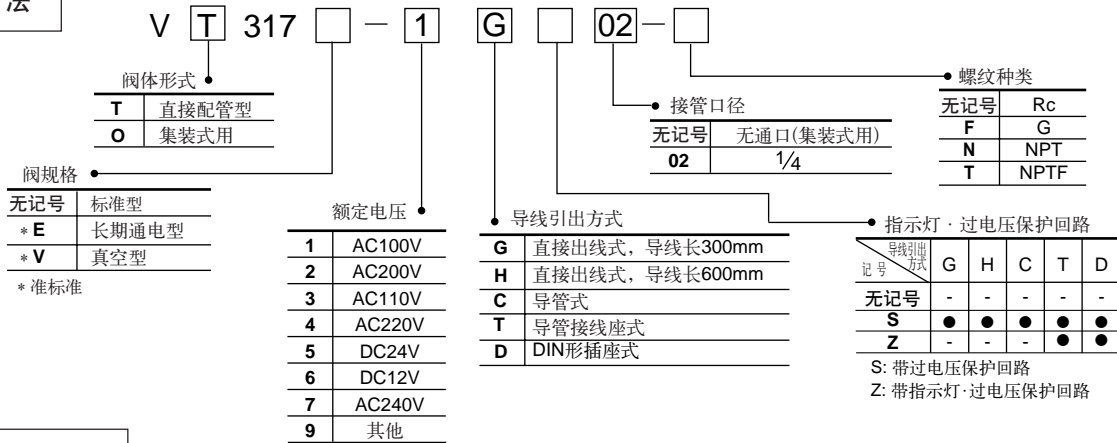 法
V T 317 □ － 1 G □ 02 － □
阀体形式
T 直接配管型
O 集装式用
阀规格
无记号 标准型
* E 长期通电型
* V 真空型
* 准标准
额定电压
1 AC100V
2 AC200V
3 AC110V
4 AC220V
5 DC24V
6 DC12V
7 AC240V
9 其他
导线引出方式
G 直接出线式，导线长300mm
H 直接出线式，导线长600mm
C 导管式
T 导管接线座式
D DIN形插座式
接管口径
无记号 无通口(集装式用)
02 1/4
螺纹种类
无记号 Rc
F G
N NPT
T NPTF
指示灯·过电压保护回路
导线引出方式
记号 G H C T D
无记号 - - - - -
S ● ● ● ● ●
Z - - - ● ●
S: 带过电压保护回路
Z: 带指示灯·过电压保护回路